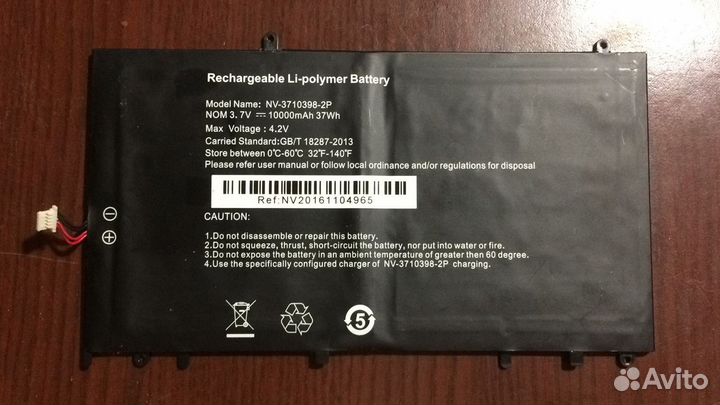 Rechargeable Li-polymer Battery
Model Name: NV-3710398-2P
NOM 3.7V ⎓ 10000mAh 37Wh
Max Voltage : 4.2V
Carried Standard:GB/T 18287-2013
Store between 0℃-60℃ 32℉-140℉
Please refer user manual or follow local ordinance and/or regulations for disposal
Ref:NV20161104965
CAUTION:
1.Do not disassemble or repair this battery.
2.Do not squeeze, thrust, short-circuit the battery, nor put into water or fire.
3.Do not expose the battery in an ambient temperature of greater then 60 degree.
4.Use the specifically configured charger of NV-3710398-2P charging.
5
Avito